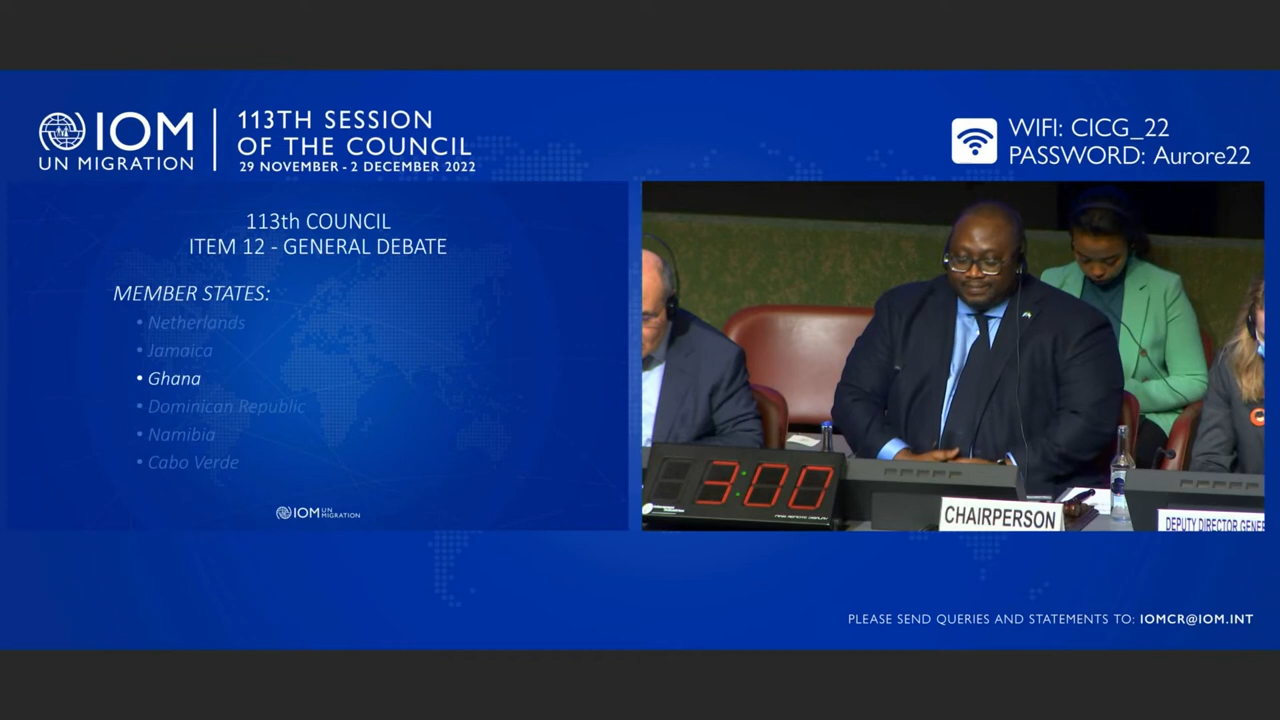 IOM
UN MIGRATION
113TH SESSION
OF THE COUNCIL
29 NOVEMBER - 2 DECEMBER 2022
WIFI: CICG_22
PASSWORD: Aurore22
113th COUNCIL
ITEM 12 - GENERAL DEBATE
MEMBER STATES:
• Netherlands
• Jamaica
• Ghana
• Dominican Republic
• Namibia
• Cabo Verde
IOM UN MIGRATION
3:00
CHAIRPERSON
DEPUTY DIRECTOR GENE
PLEASE SEND QUERIES AND STATEMENTS TO: IOMCR@IOM.INT